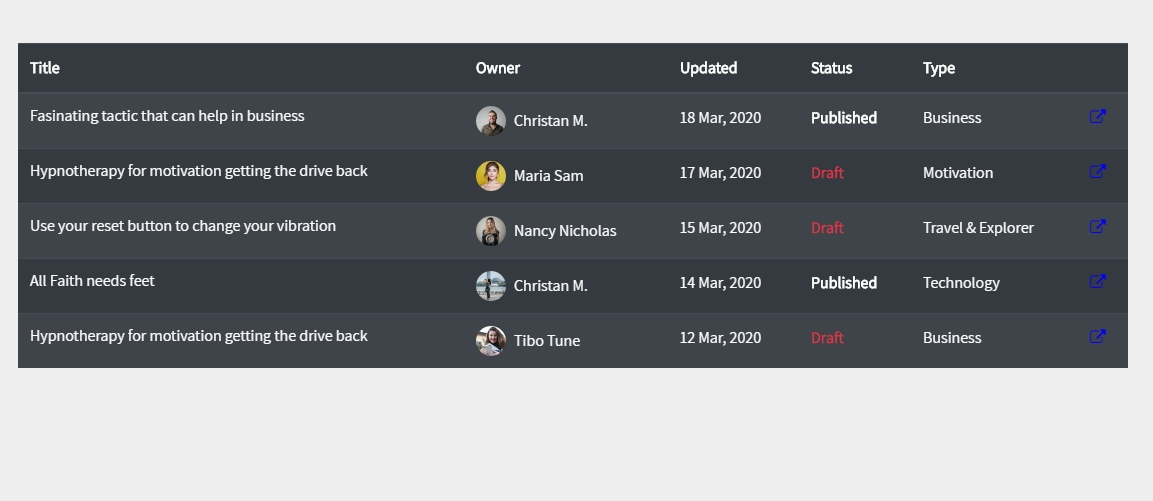 Title Owner Updated Status Type
Fasinating tactic that can help in business Christan M. 18 Mar, 2020 Published Business
Hypnotherapy for motivation getting the drive back Maria Sam 17 Mar, 2020 Draft Motivation
Use your reset button to change your vibration Nancy Nicholas 15 Mar, 2020 Draft Travel & Explorer
All Faith needs feet Christan M. 14 Mar, 2020 Published Technology
Hypnotherapy for motivation getting the drive back Tibo Tune 12 Mar, 2020 Draft Business